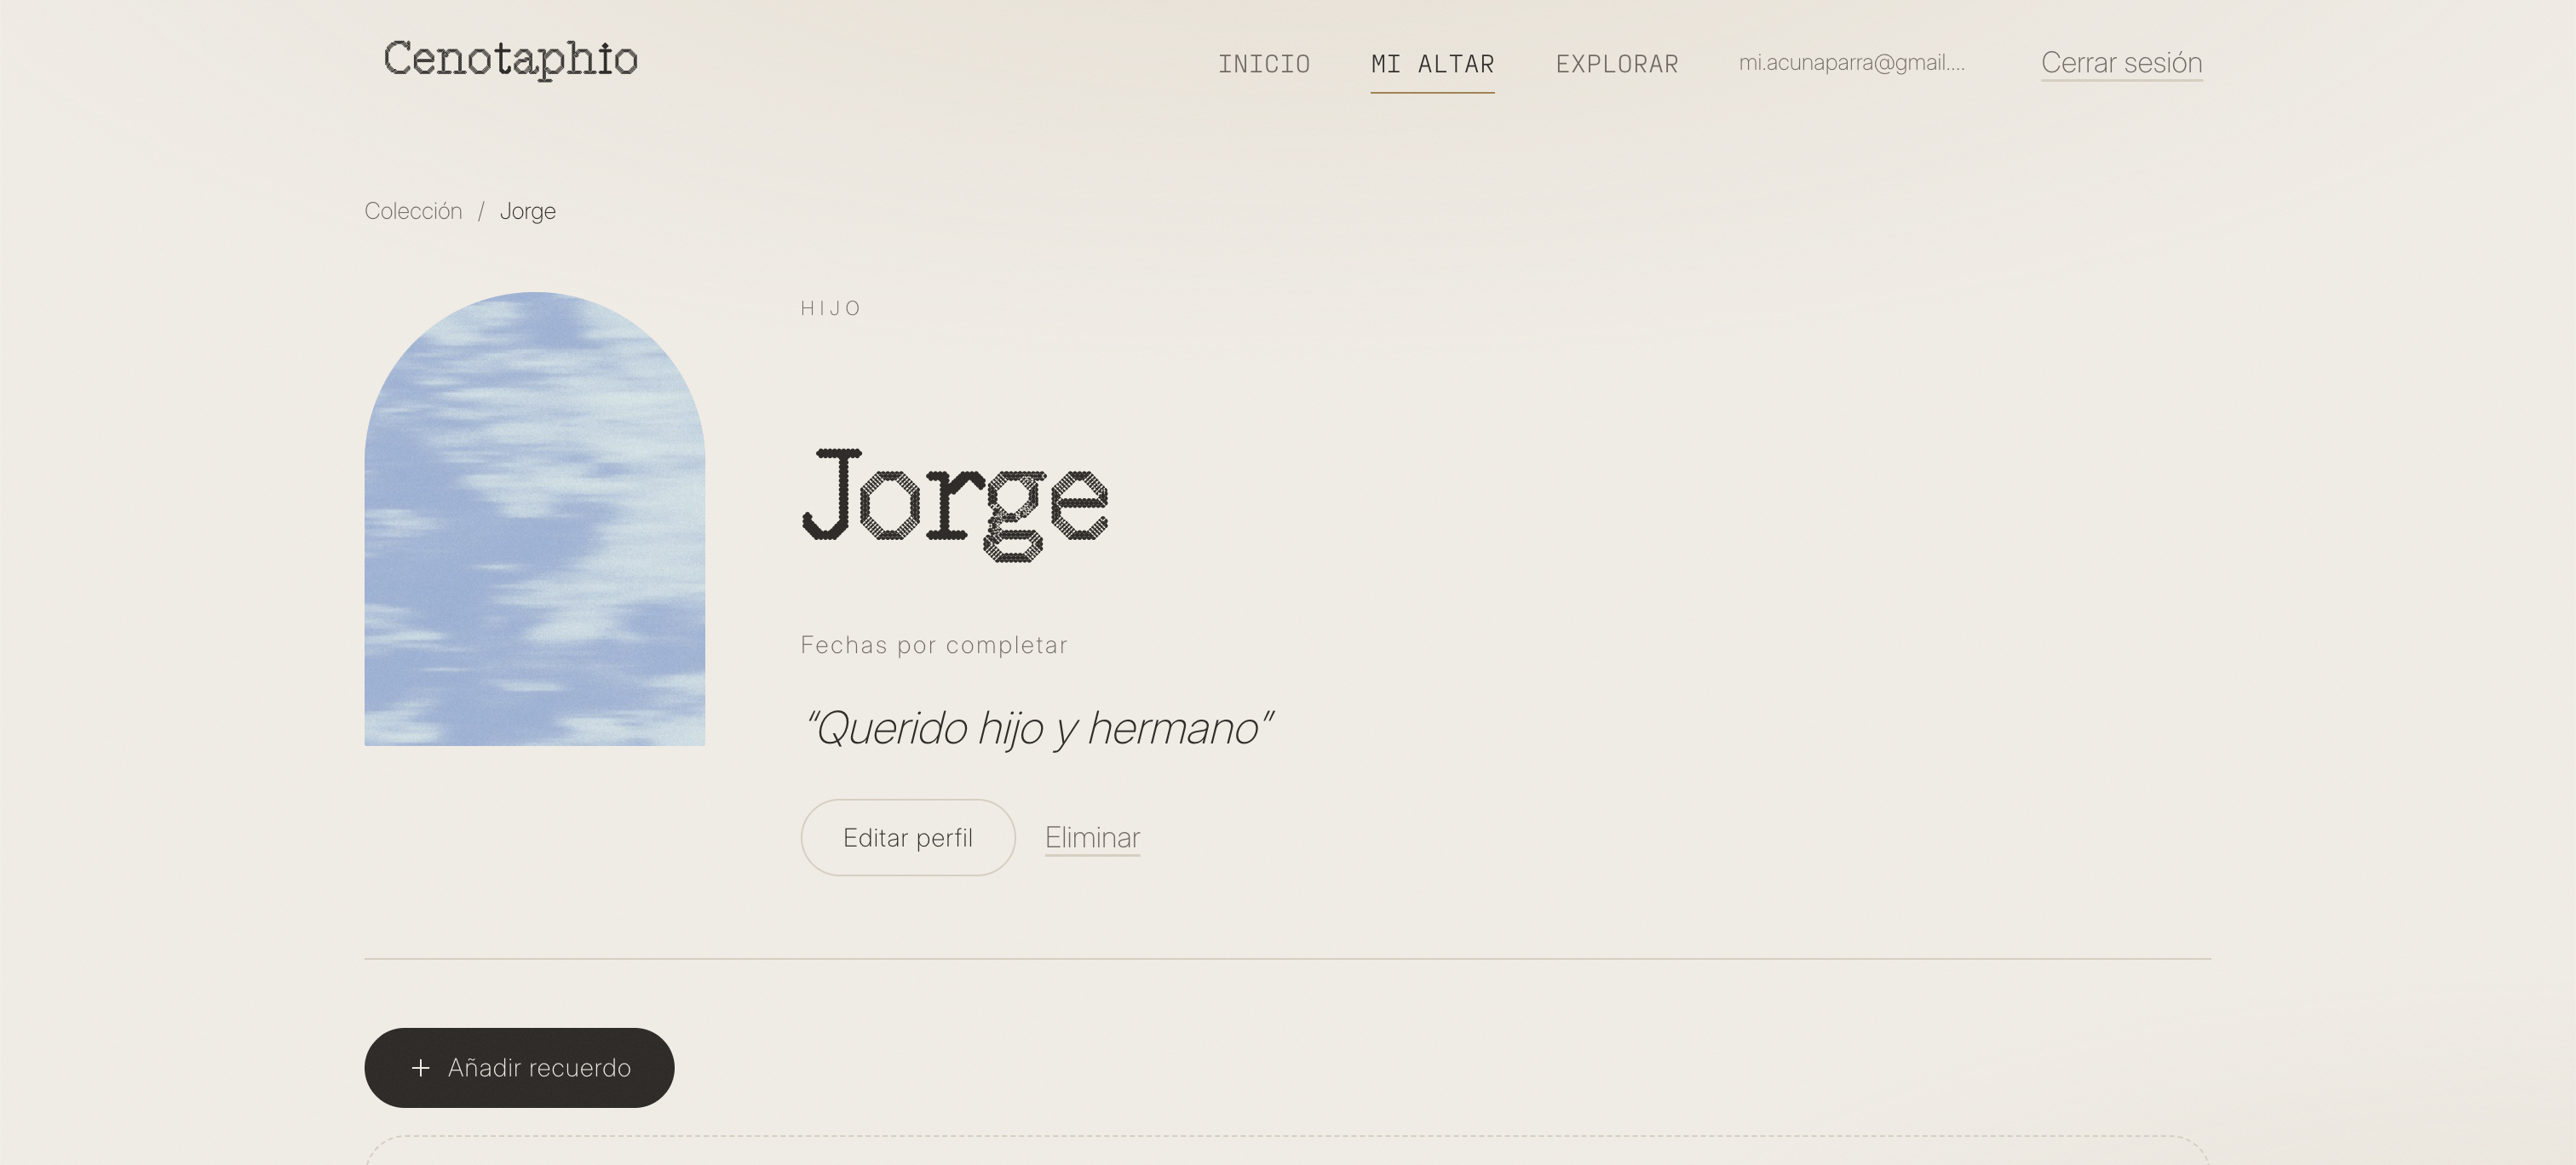 Cenotaphio
INICIO MI ALTAR EXPLORAR mi.acunaparra@gmail.... Cerrar sesión
Colección / Jorge
HIJO
Jorge
Fechas por completar
“Querido hijo y hermano”
Editar perfil Eliminar
+ Añadir recuerdo